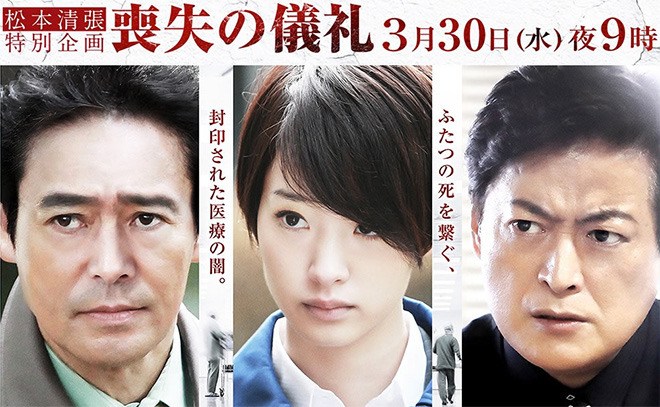 松本清張
特別企画
喪失の儀礼
3月30日(水)夜9時
ふたつの死を繋ぐ、
封印された医療の闇。